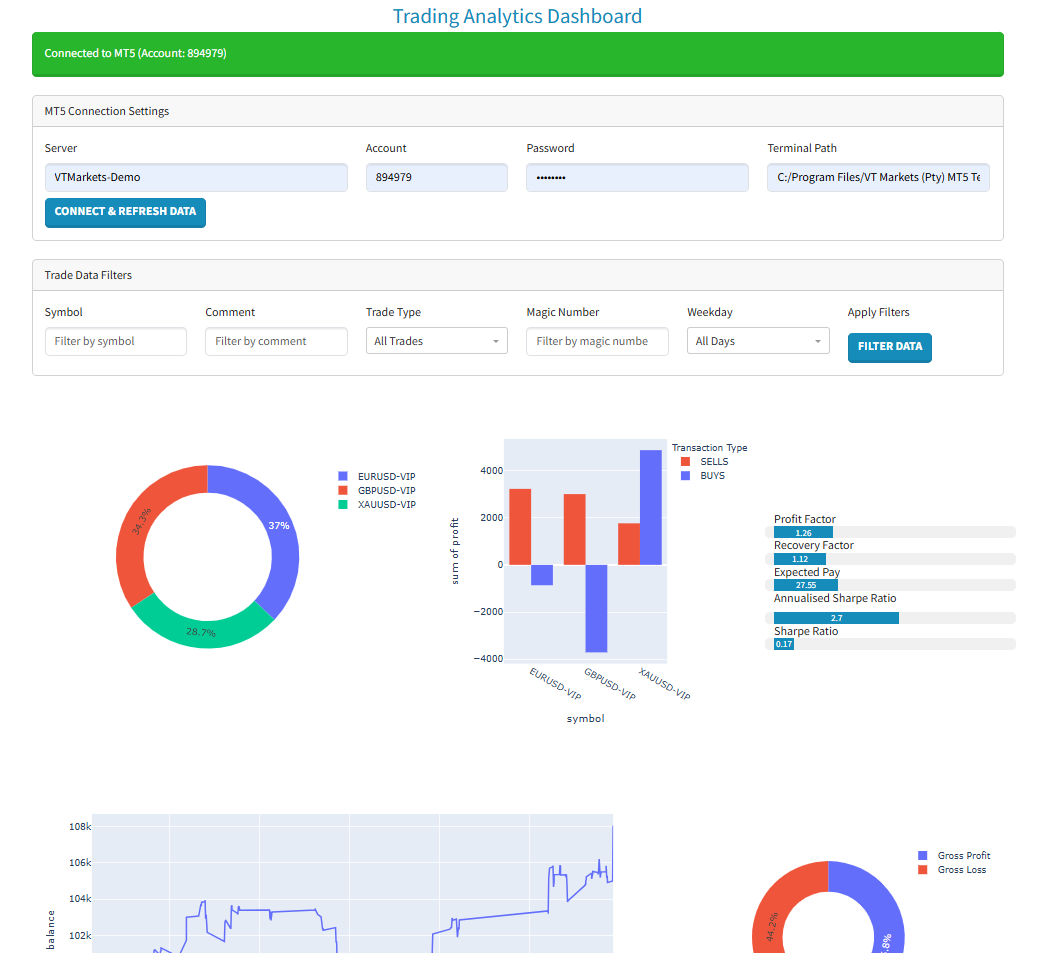 Trading Analytics Dashboard
Connected to MT5 (Account: 894979)
MT5 Connection Settings
Server Account Password Terminal Path
VTMarkets-Demo 894979 •••••••• C:/Program Files/VT Markets (Pty) MT5 Te
CONNECT & REFRESH DATA
Trade Data Filters
Symbol Comment Trade Type Magic Number Weekday Apply Filters
Filter by symbol Filter by comment All Trades Filter by magic numbe All Days FILTER DATA
37%
34.3%
28.7%
EURUSD-VIP
GBPUSD-VIP
XAUUSD-VIP
Transaction Type
SELLS
BUYS
4000
2000
0
−2000
−4000
sum of profit
EURUSD-VIP GBPUSD-VIP XAUUSD-VIP
symbol
Profit Factor
1.26
Recovery Factor
1.12
Expected Pay
27.55
Annualised Sharpe Ratio
2.7
Sharpe Ratio
0.17
108k
106k
104k
102k
balance
Gross Profit
Gross Loss
44.2%
.8%